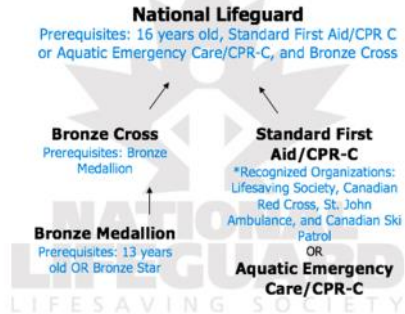 National Lifeguard
Prerequisites: 16 years old, Standard First Aid/CPR C
or Aquatic Emergency Care/CPR-C, and Bronze Cross
Bronze Cross
Prerequisites: Bronze
Medallion
Bronze Medallion
Prerequisites: 13 years
old OR Bronze Star
Standard First
Aid/CPR-C
*Recognized Organizations:
Lifesaving Society, Canadian
Red Cross, St. John
Ambulance, and Canadian Ski
Patrol
OR
Aquatic Emergency
Care/CPR-C
NATIONAL
LIFEGUARD
LIFESAVING SOCIETY